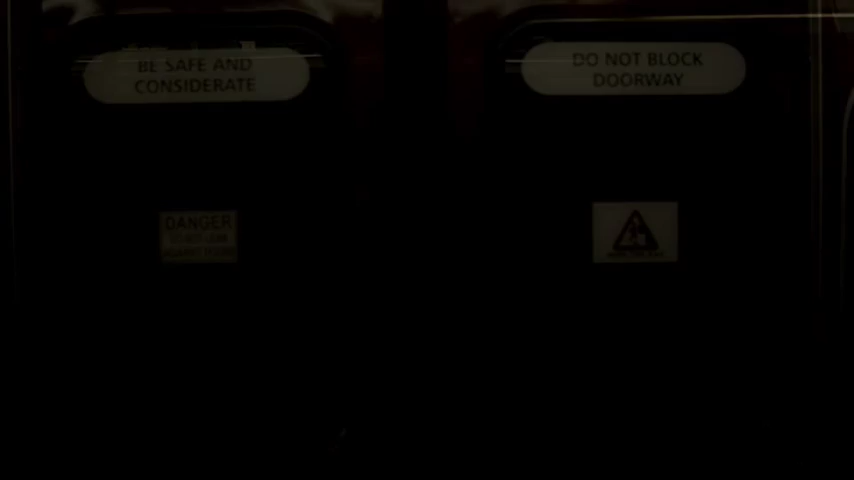 BE SAFE AND
CONSIDERATE
DO NOT BLOCK
DOORWAY
DANGER